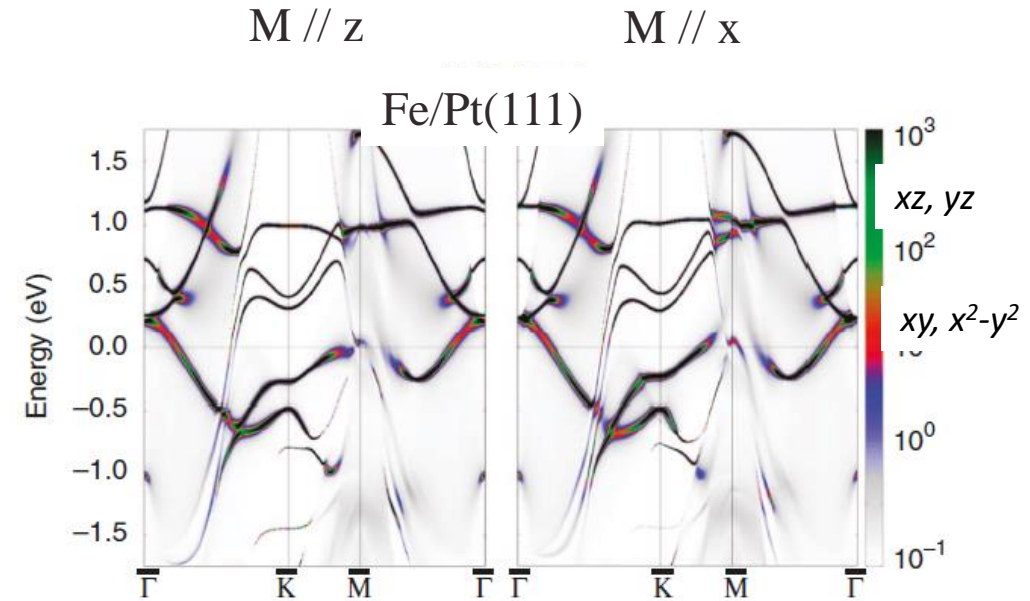 M // z
M // x
Fe/Pt(111)
Energy (eV)
1.5
1.0
0.5
0.0
−0.5
−1.0
−1.5
Γ K M Γ
Γ K M Γ
10³
xz, yz
10²
xy, x²-y²
10⁰
10⁻¹